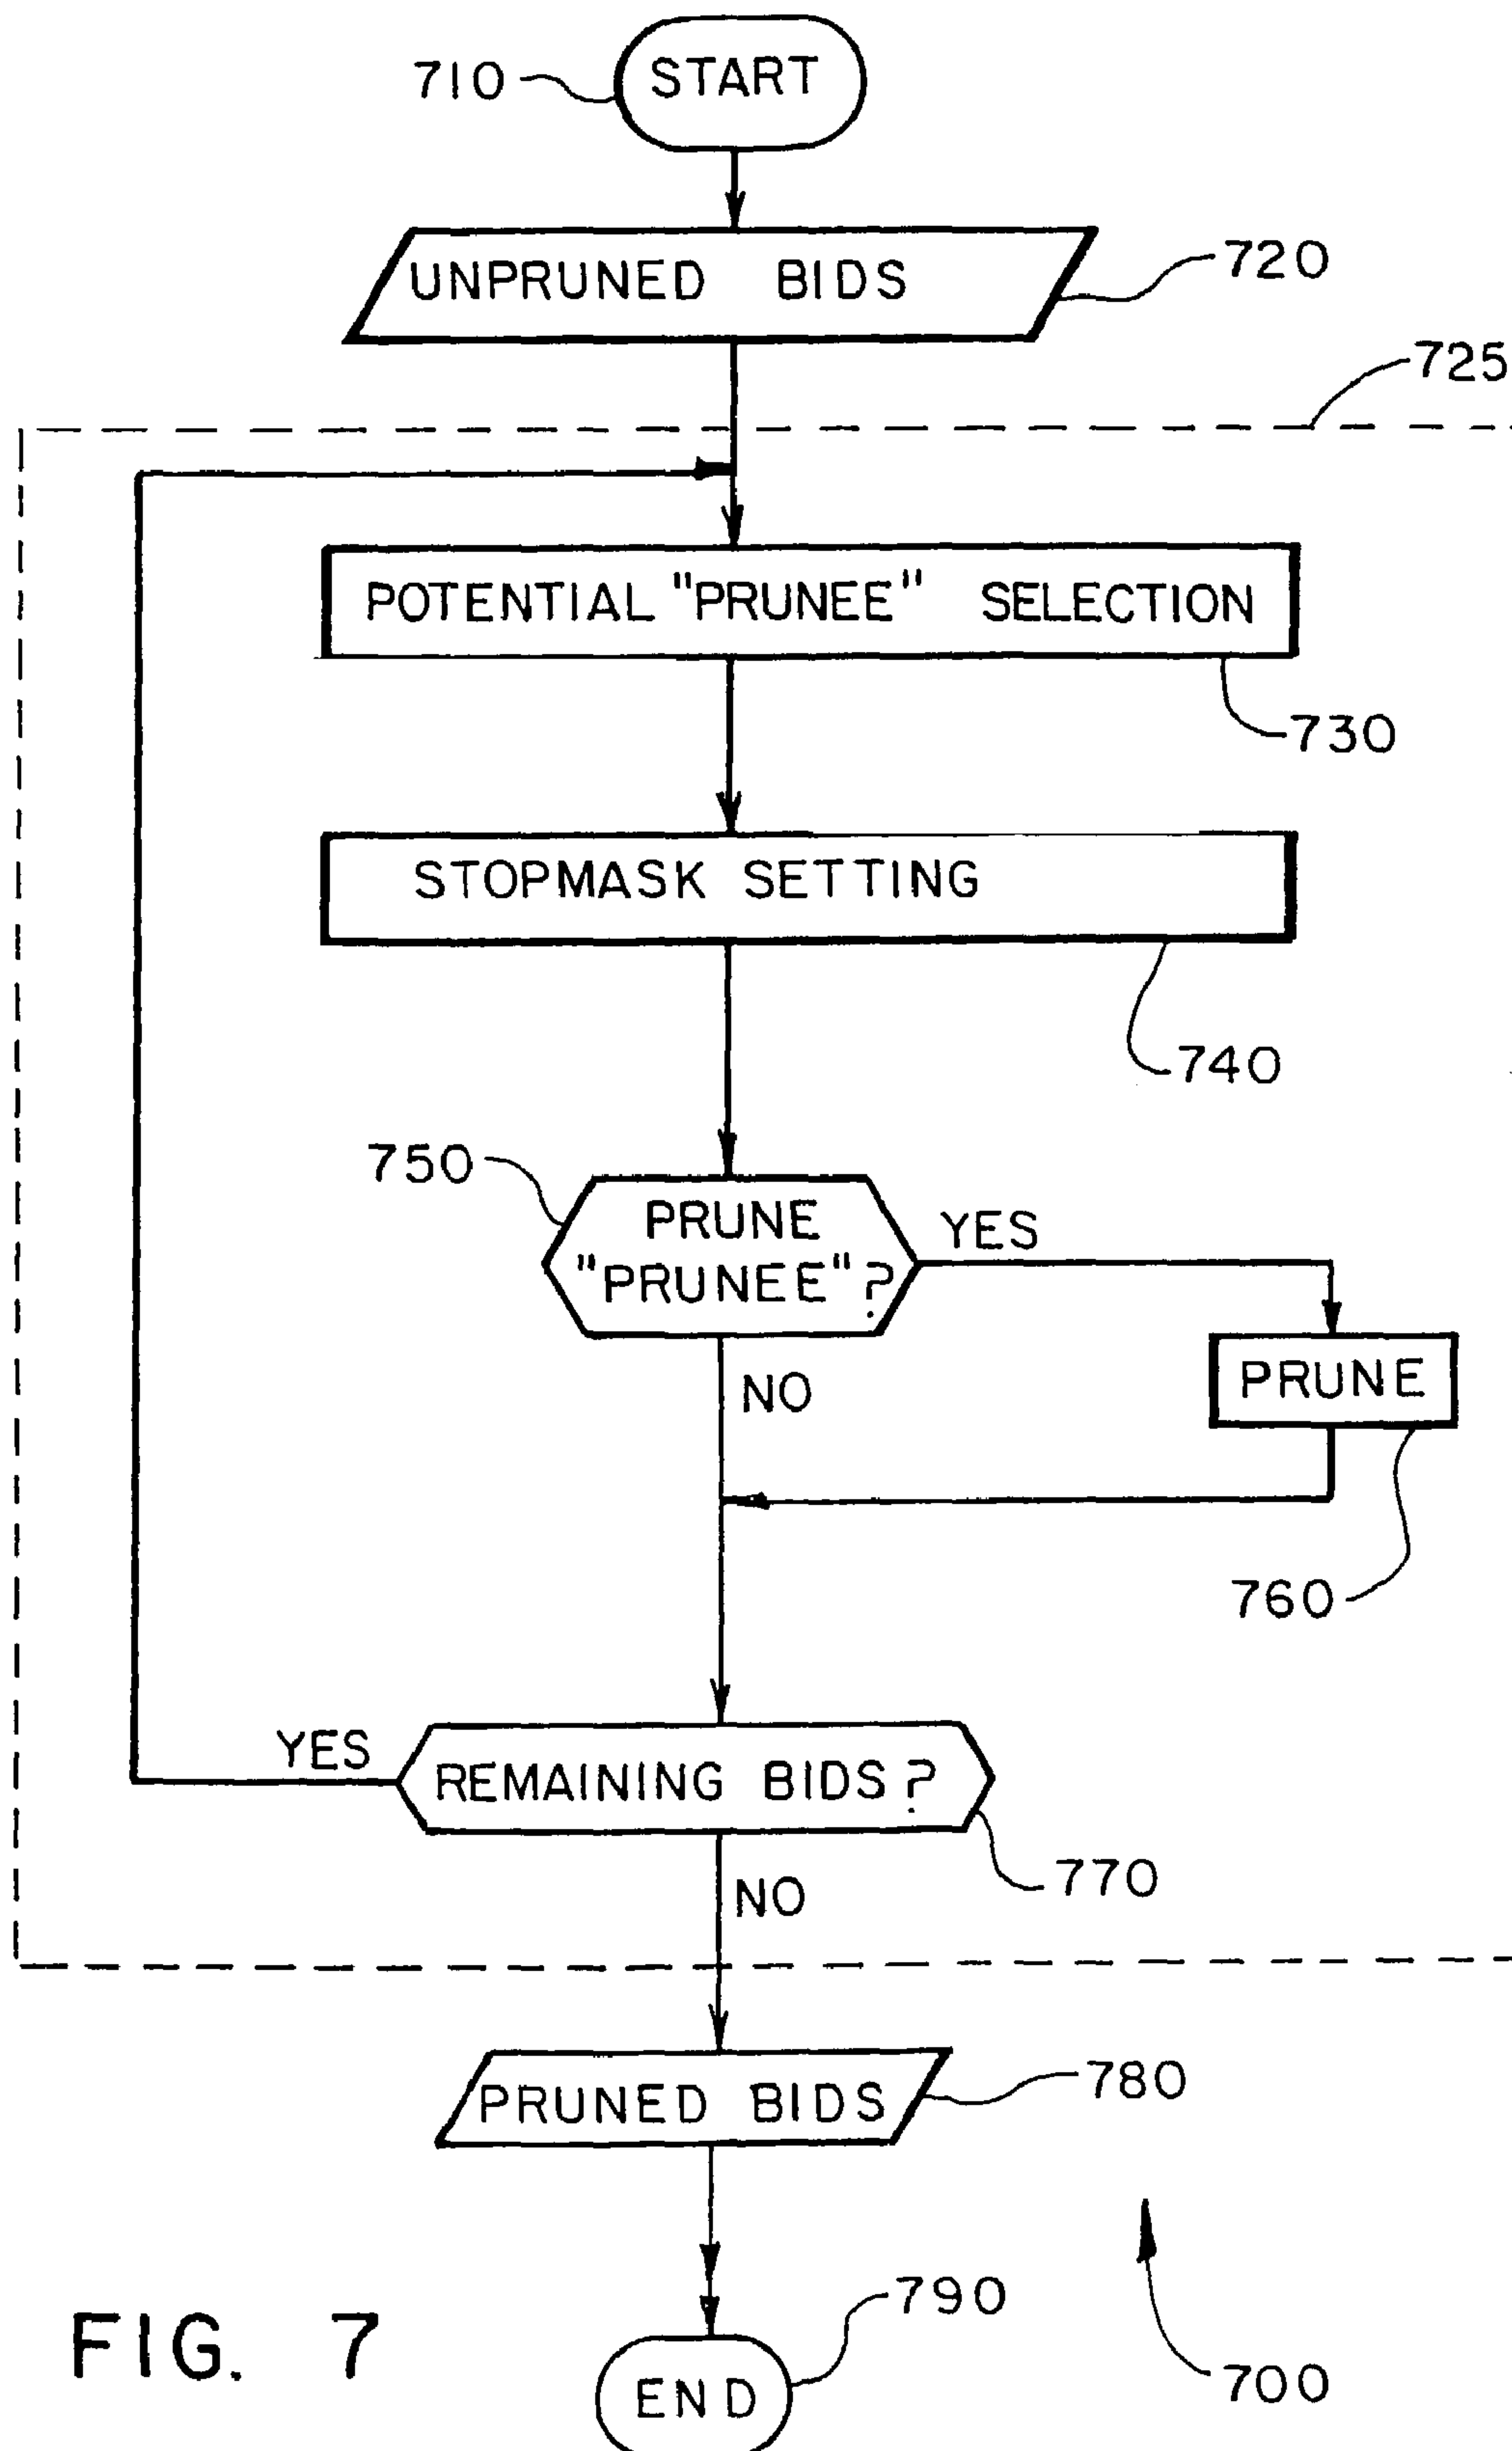 710
START
UNPRUNED BIDS
720
725
POTENTIAL "PRUNEE" SELECTION
730
STOPMASK SETTING
740
750
PRUNE
"PRUNEE"?
YES
NO
PRUNE
760
YES
REMAINING BIDS?
770
NO
PRUNED BIDS
780
790
END
700
FIG. 7